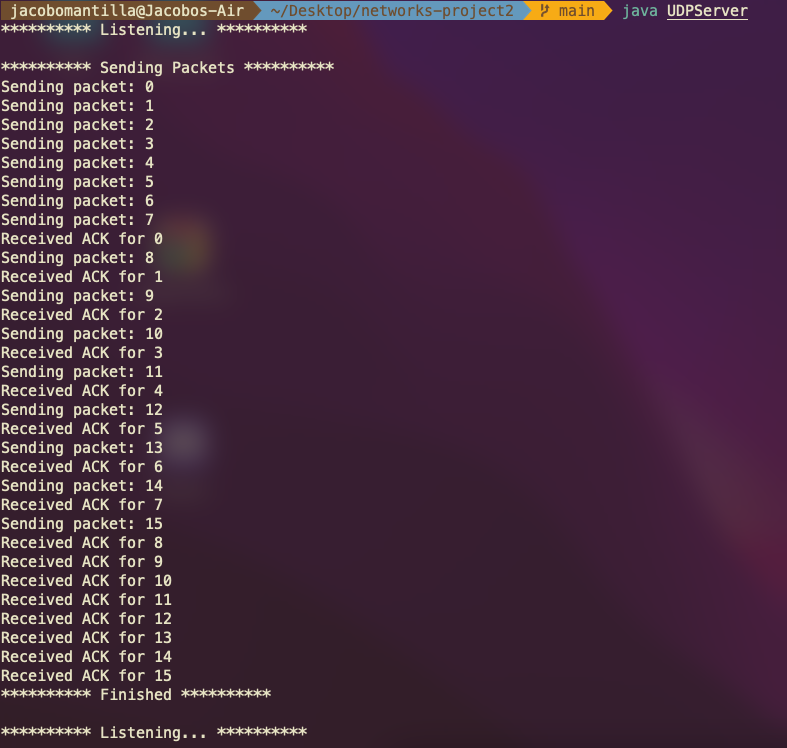 jacobomantilla@Jacobos-Air ~/Desktop/networks-project2 main java UDPServer
********** Listening... **********
********** Sending Packets **********
Sending packet: 0
Sending packet: 1
Sending packet: 2
Sending packet: 3
Sending packet: 4
Sending packet: 5
Sending packet: 6
Sending packet: 7
Received ACK for 0
Sending packet: 8
Received ACK for 1
Sending packet: 9
Received ACK for 2
Sending packet: 10
Received ACK for 3
Sending packet: 11
Received ACK for 4
Sending packet: 12
Received ACK for 5
Sending packet: 13
Received ACK for 6
Sending packet: 14
Received ACK for 7
Sending packet: 15
Received ACK for 8
Received ACK for 9
Received ACK for 10
Received ACK for 11
Received ACK for 12
Received ACK for 13
Received ACK for 14
Received ACK for 15
********** Finished **********
********** Listening... **********